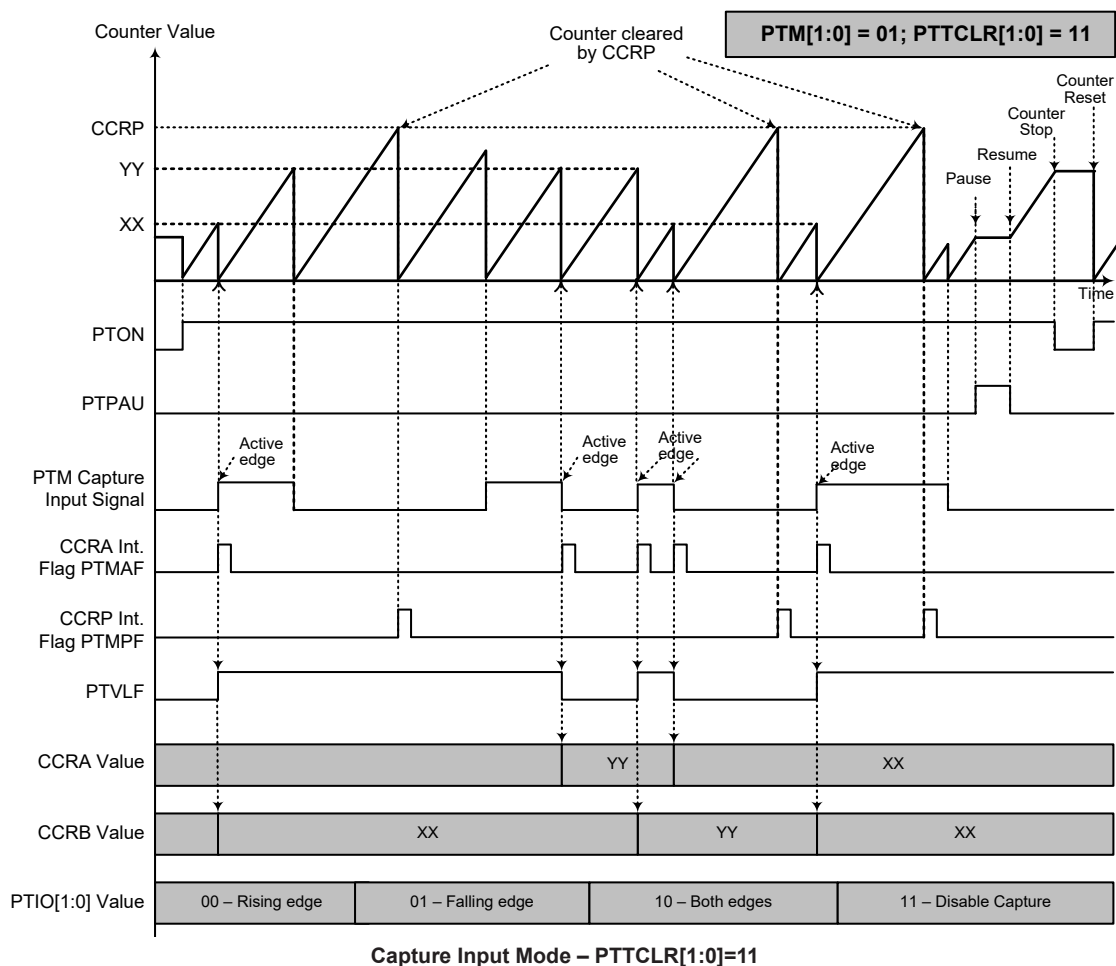 PTM[1:0] = 01; PTTCLR[1:0] = 11
Counter Value
Counter cleared
by CCRP
Counter
Reset
Counter
Stop
Resume
Pause
CCRP
YY
XX
Time
PTON
PTPAU
Active
edge
Active
edge
Active
edge
Active
edge
PTM Capture
Input Signal
CCRA Int.
Flag PTMAF
CCRP Int.
Flag PTMPF
PTVLF
CCRA Value
YY
XX
CCRB Value
XX
YY
XX
PTIO[1:0] Value
00 – Rising edge
01 – Falling edge
10 – Both edges
11 – Disable Capture
Capture Input Mode – PTTCLR[1:0]=11